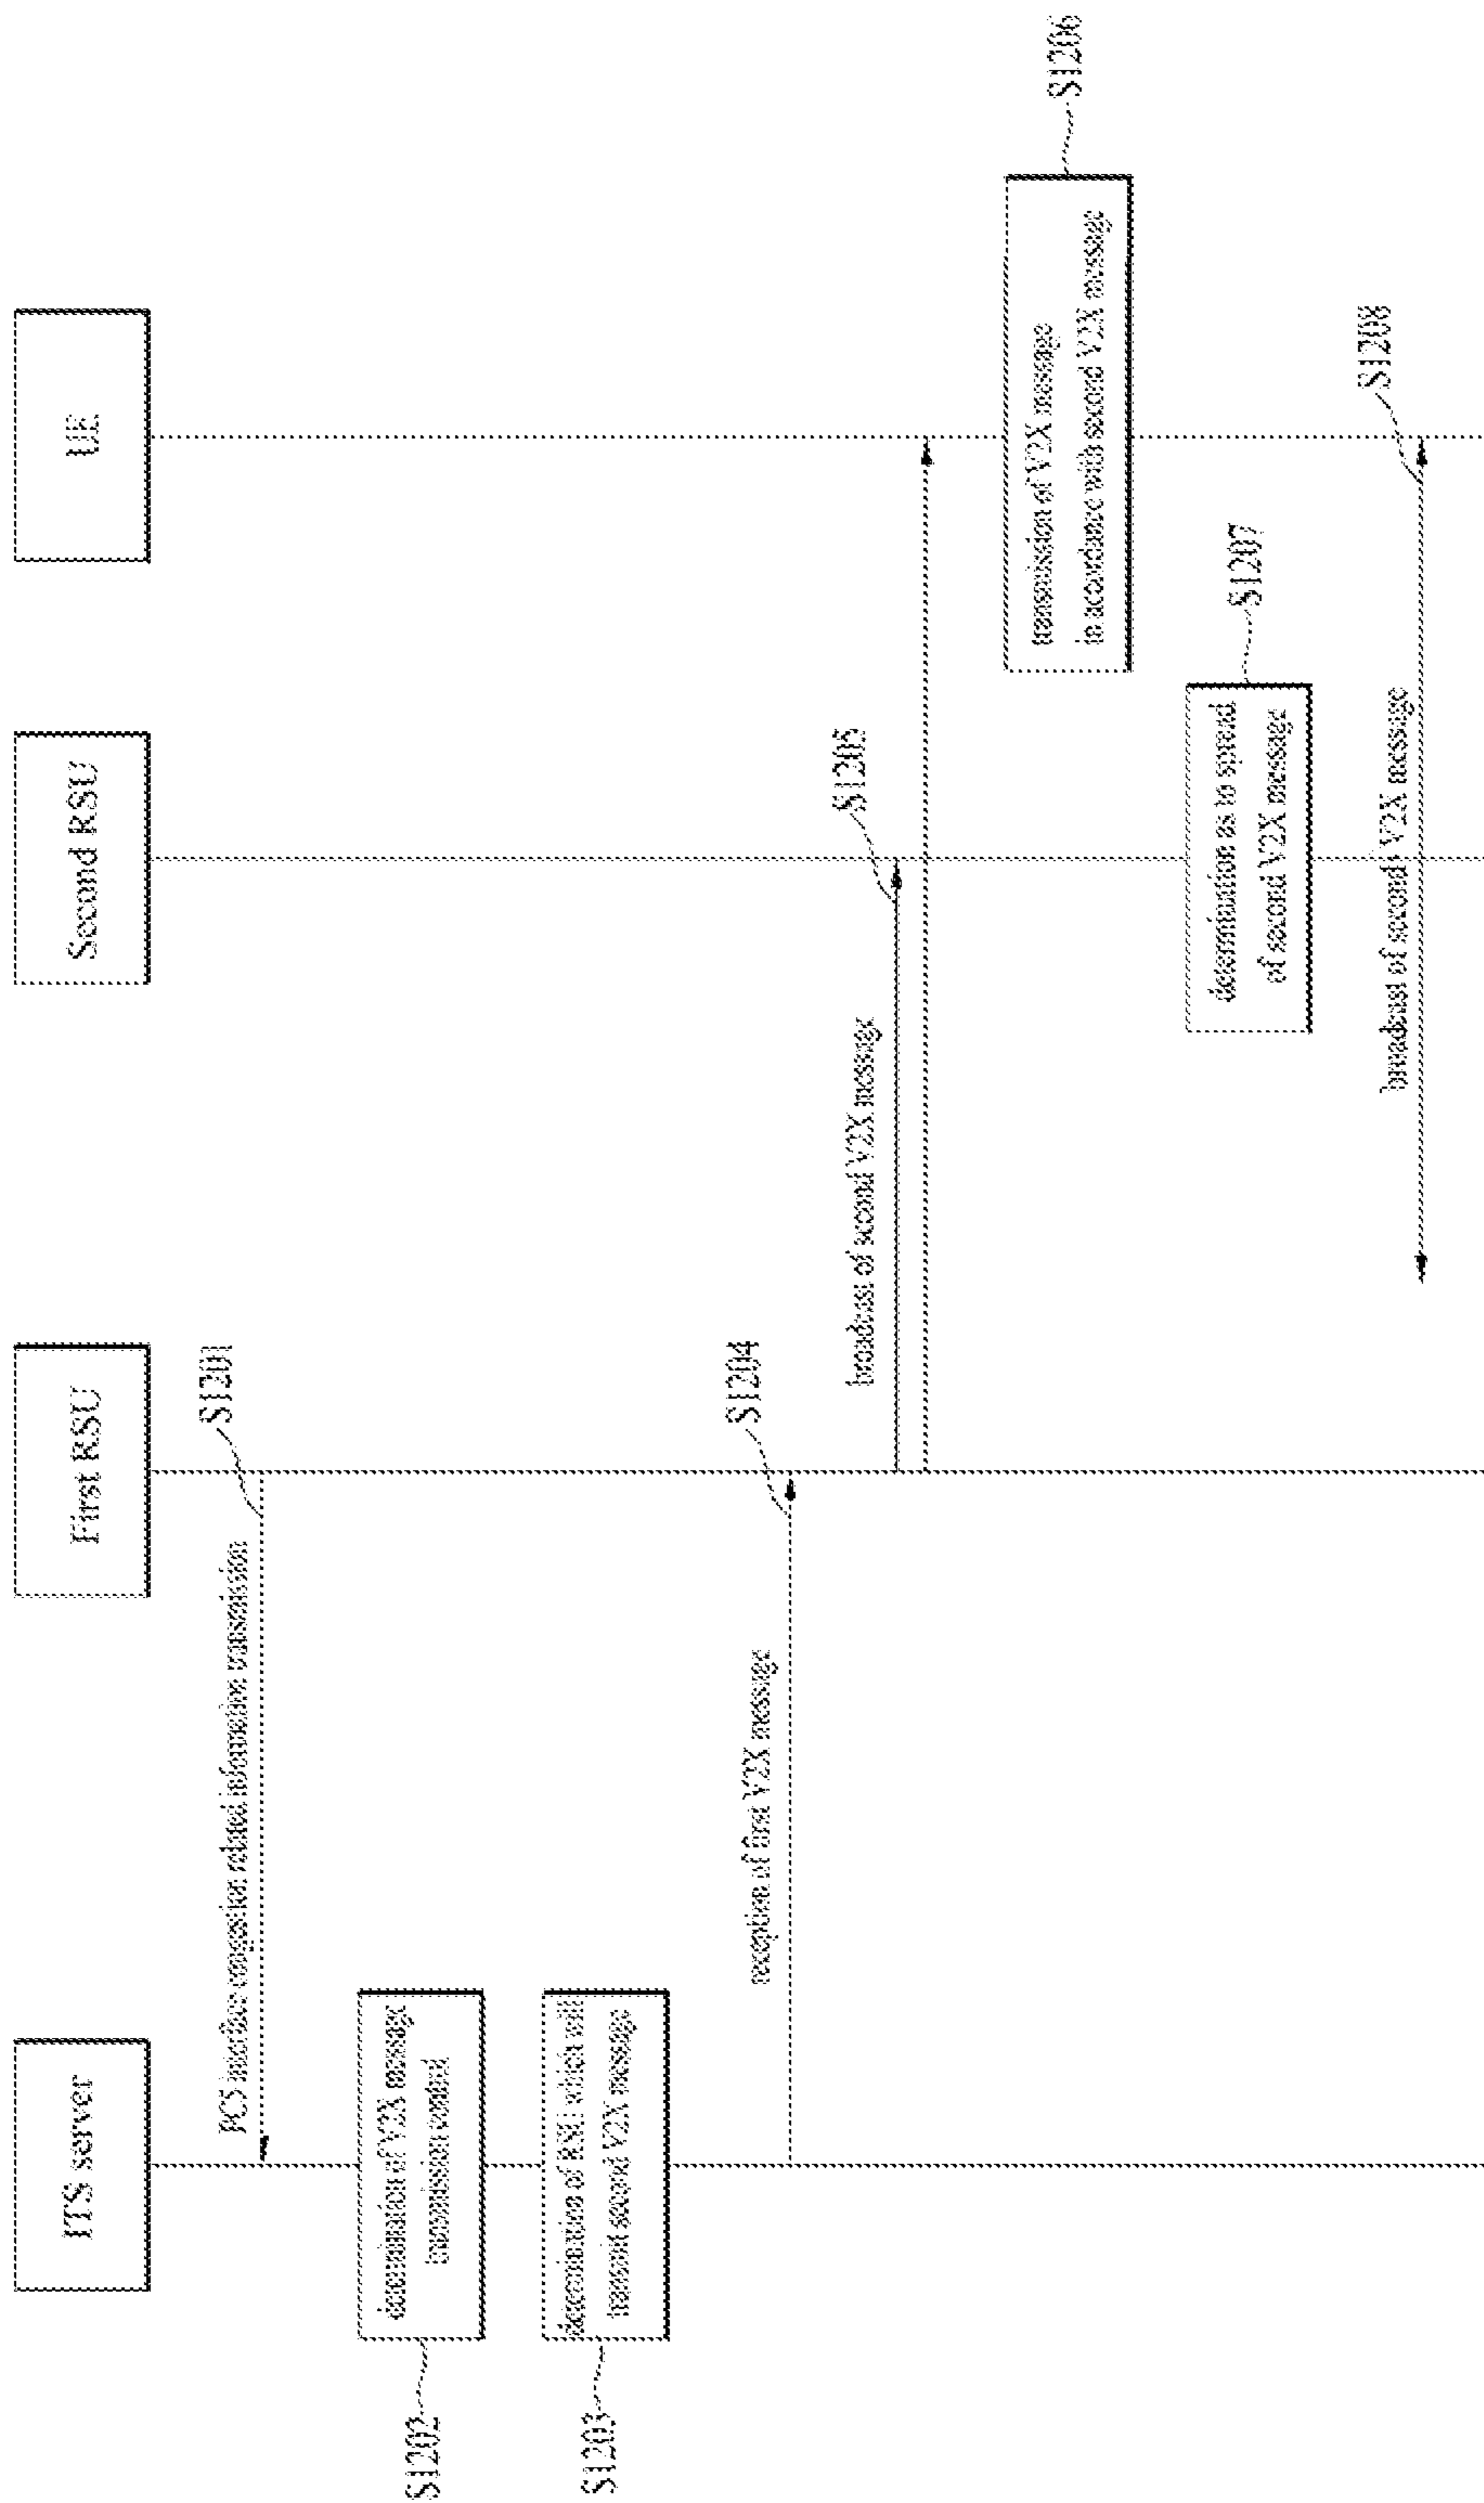 ITS server
First RSU
Second RSU
UE
S1201
PC5 interface congestion related information transmission
S1202
determination of V2X message
transmission control
S1203
determination of RSU which will
transmit second V2X message
S1204
reception of first V2X message
S1205
broadcast of second V2X message
S1206
transmission of V2X message
in accordance with second V2X message
S1207
determination as to spread
of second V2X message
S1208
broadcast of second V2X message